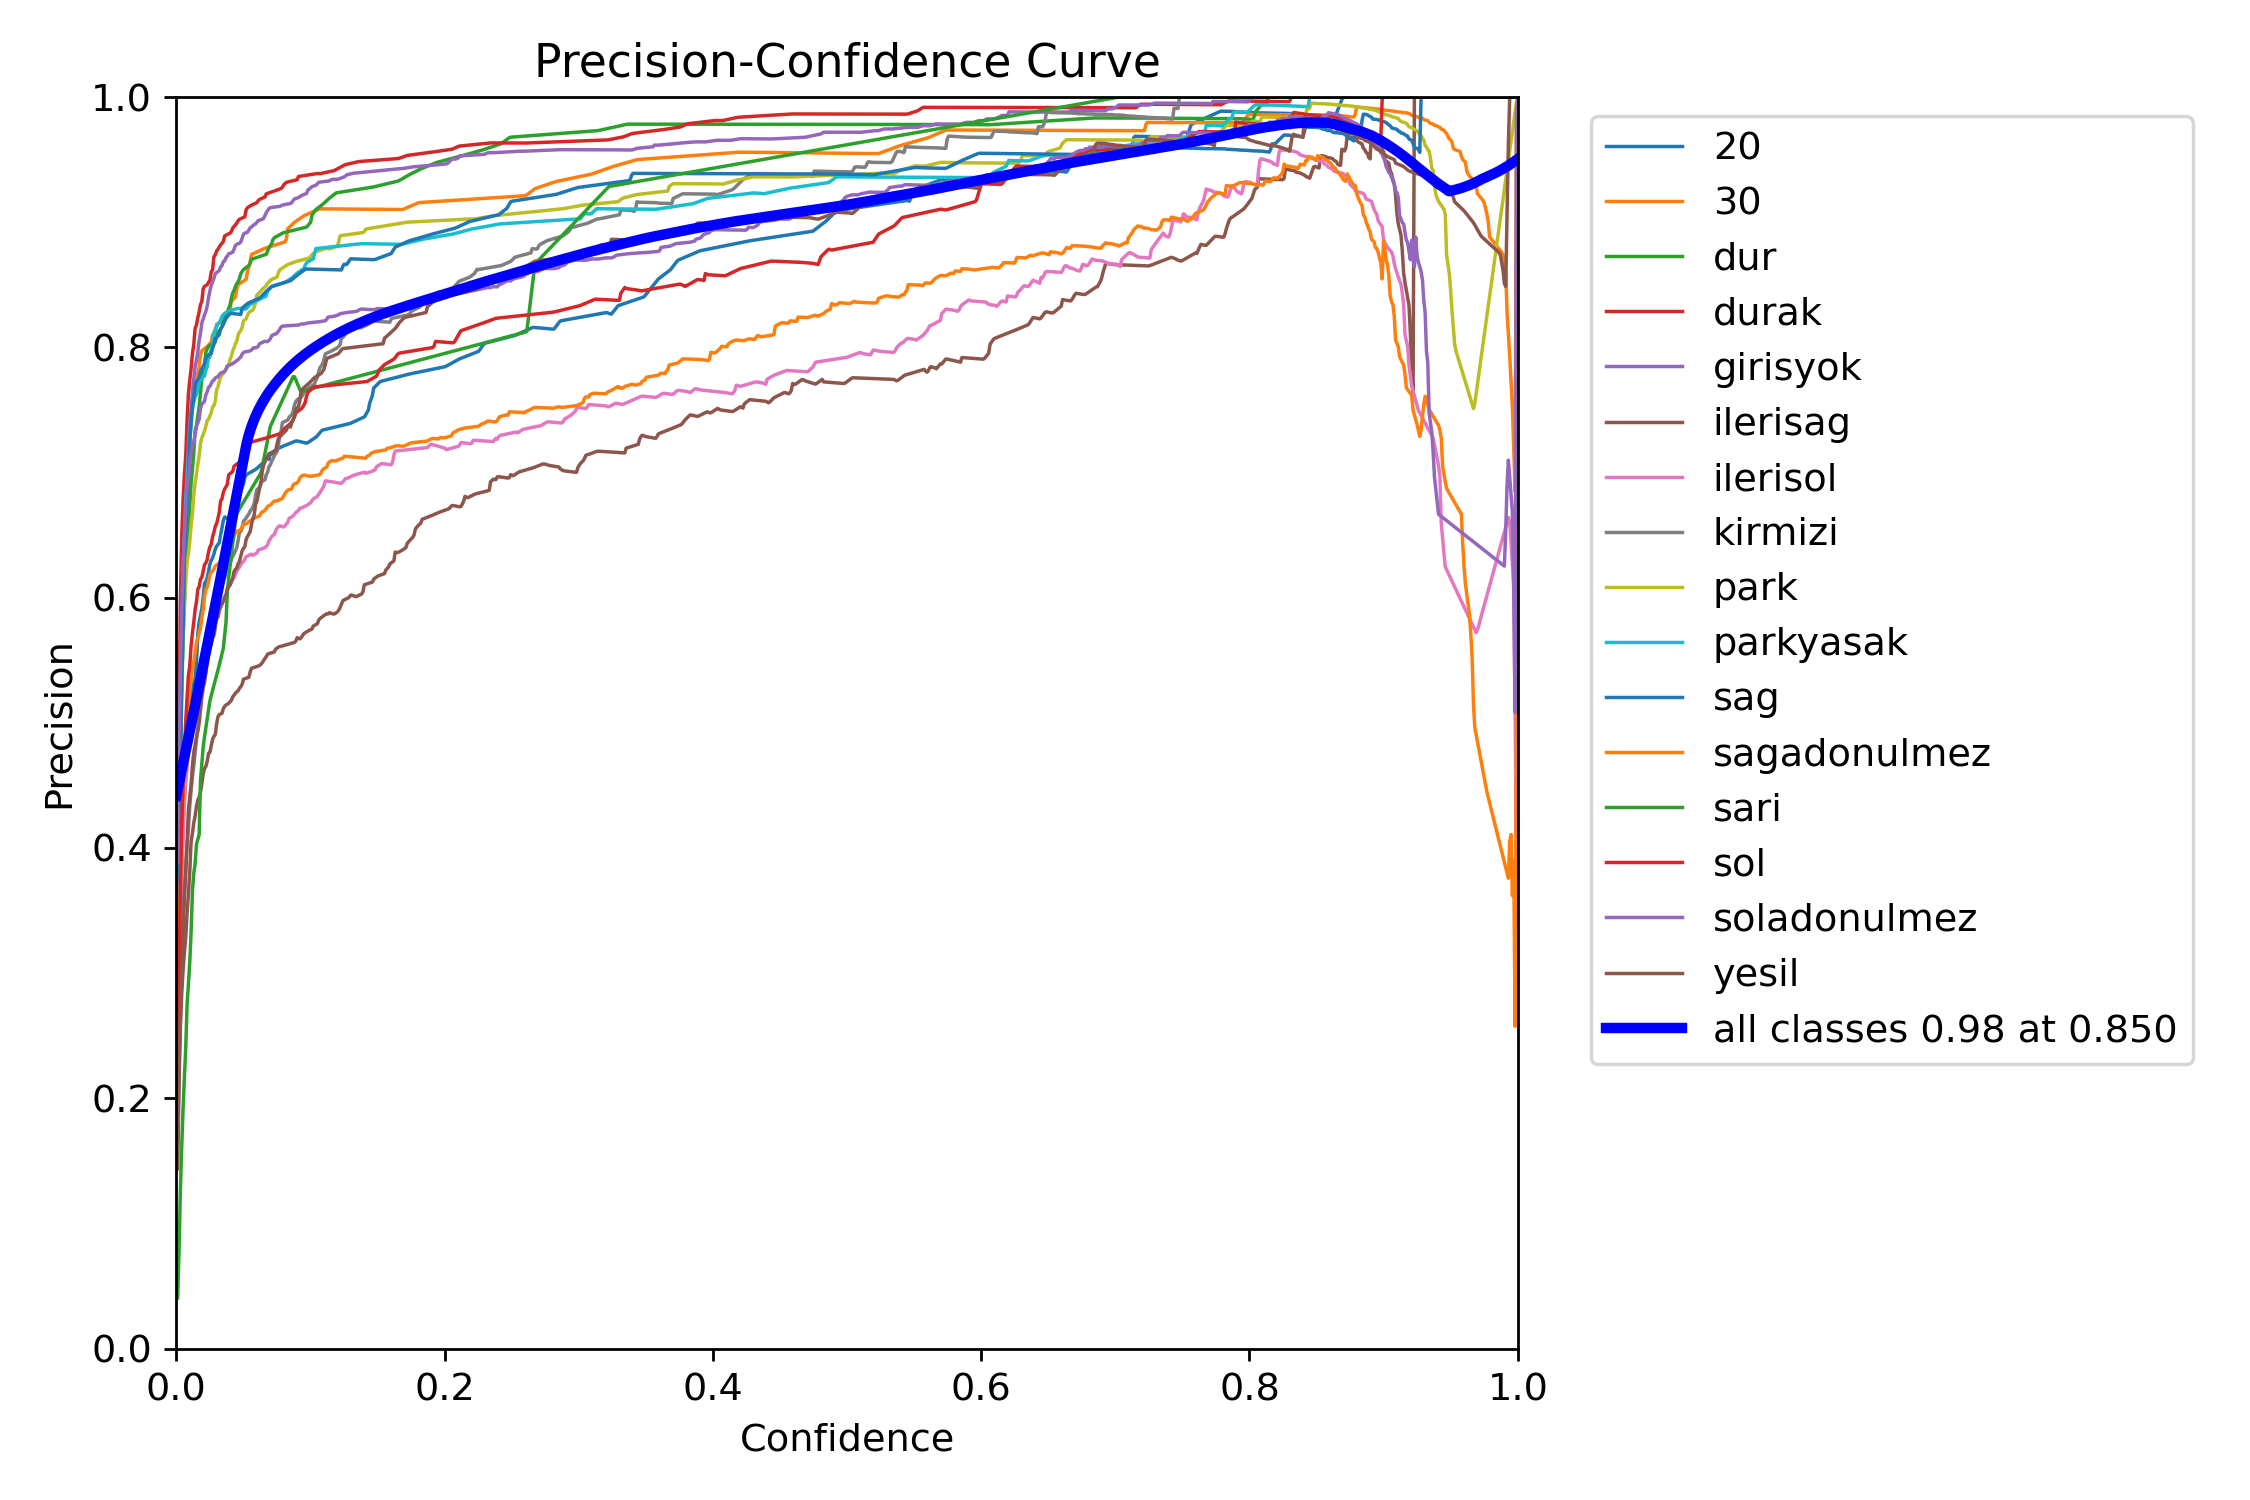 Precision-Confidence Curve
1.0
0.8
0.6
0.4
0.2
0.0
Precision
0.0 0.2 0.4 0.6 0.8 1.0
Confidence
20
30
dur
durak
girisyok
ilerisag
ilerisol
kirmizi
park
parkyasak
sag
sagadonulmez
sari
sol
soladonulmez
yesil
all classes 0.98 at 0.850